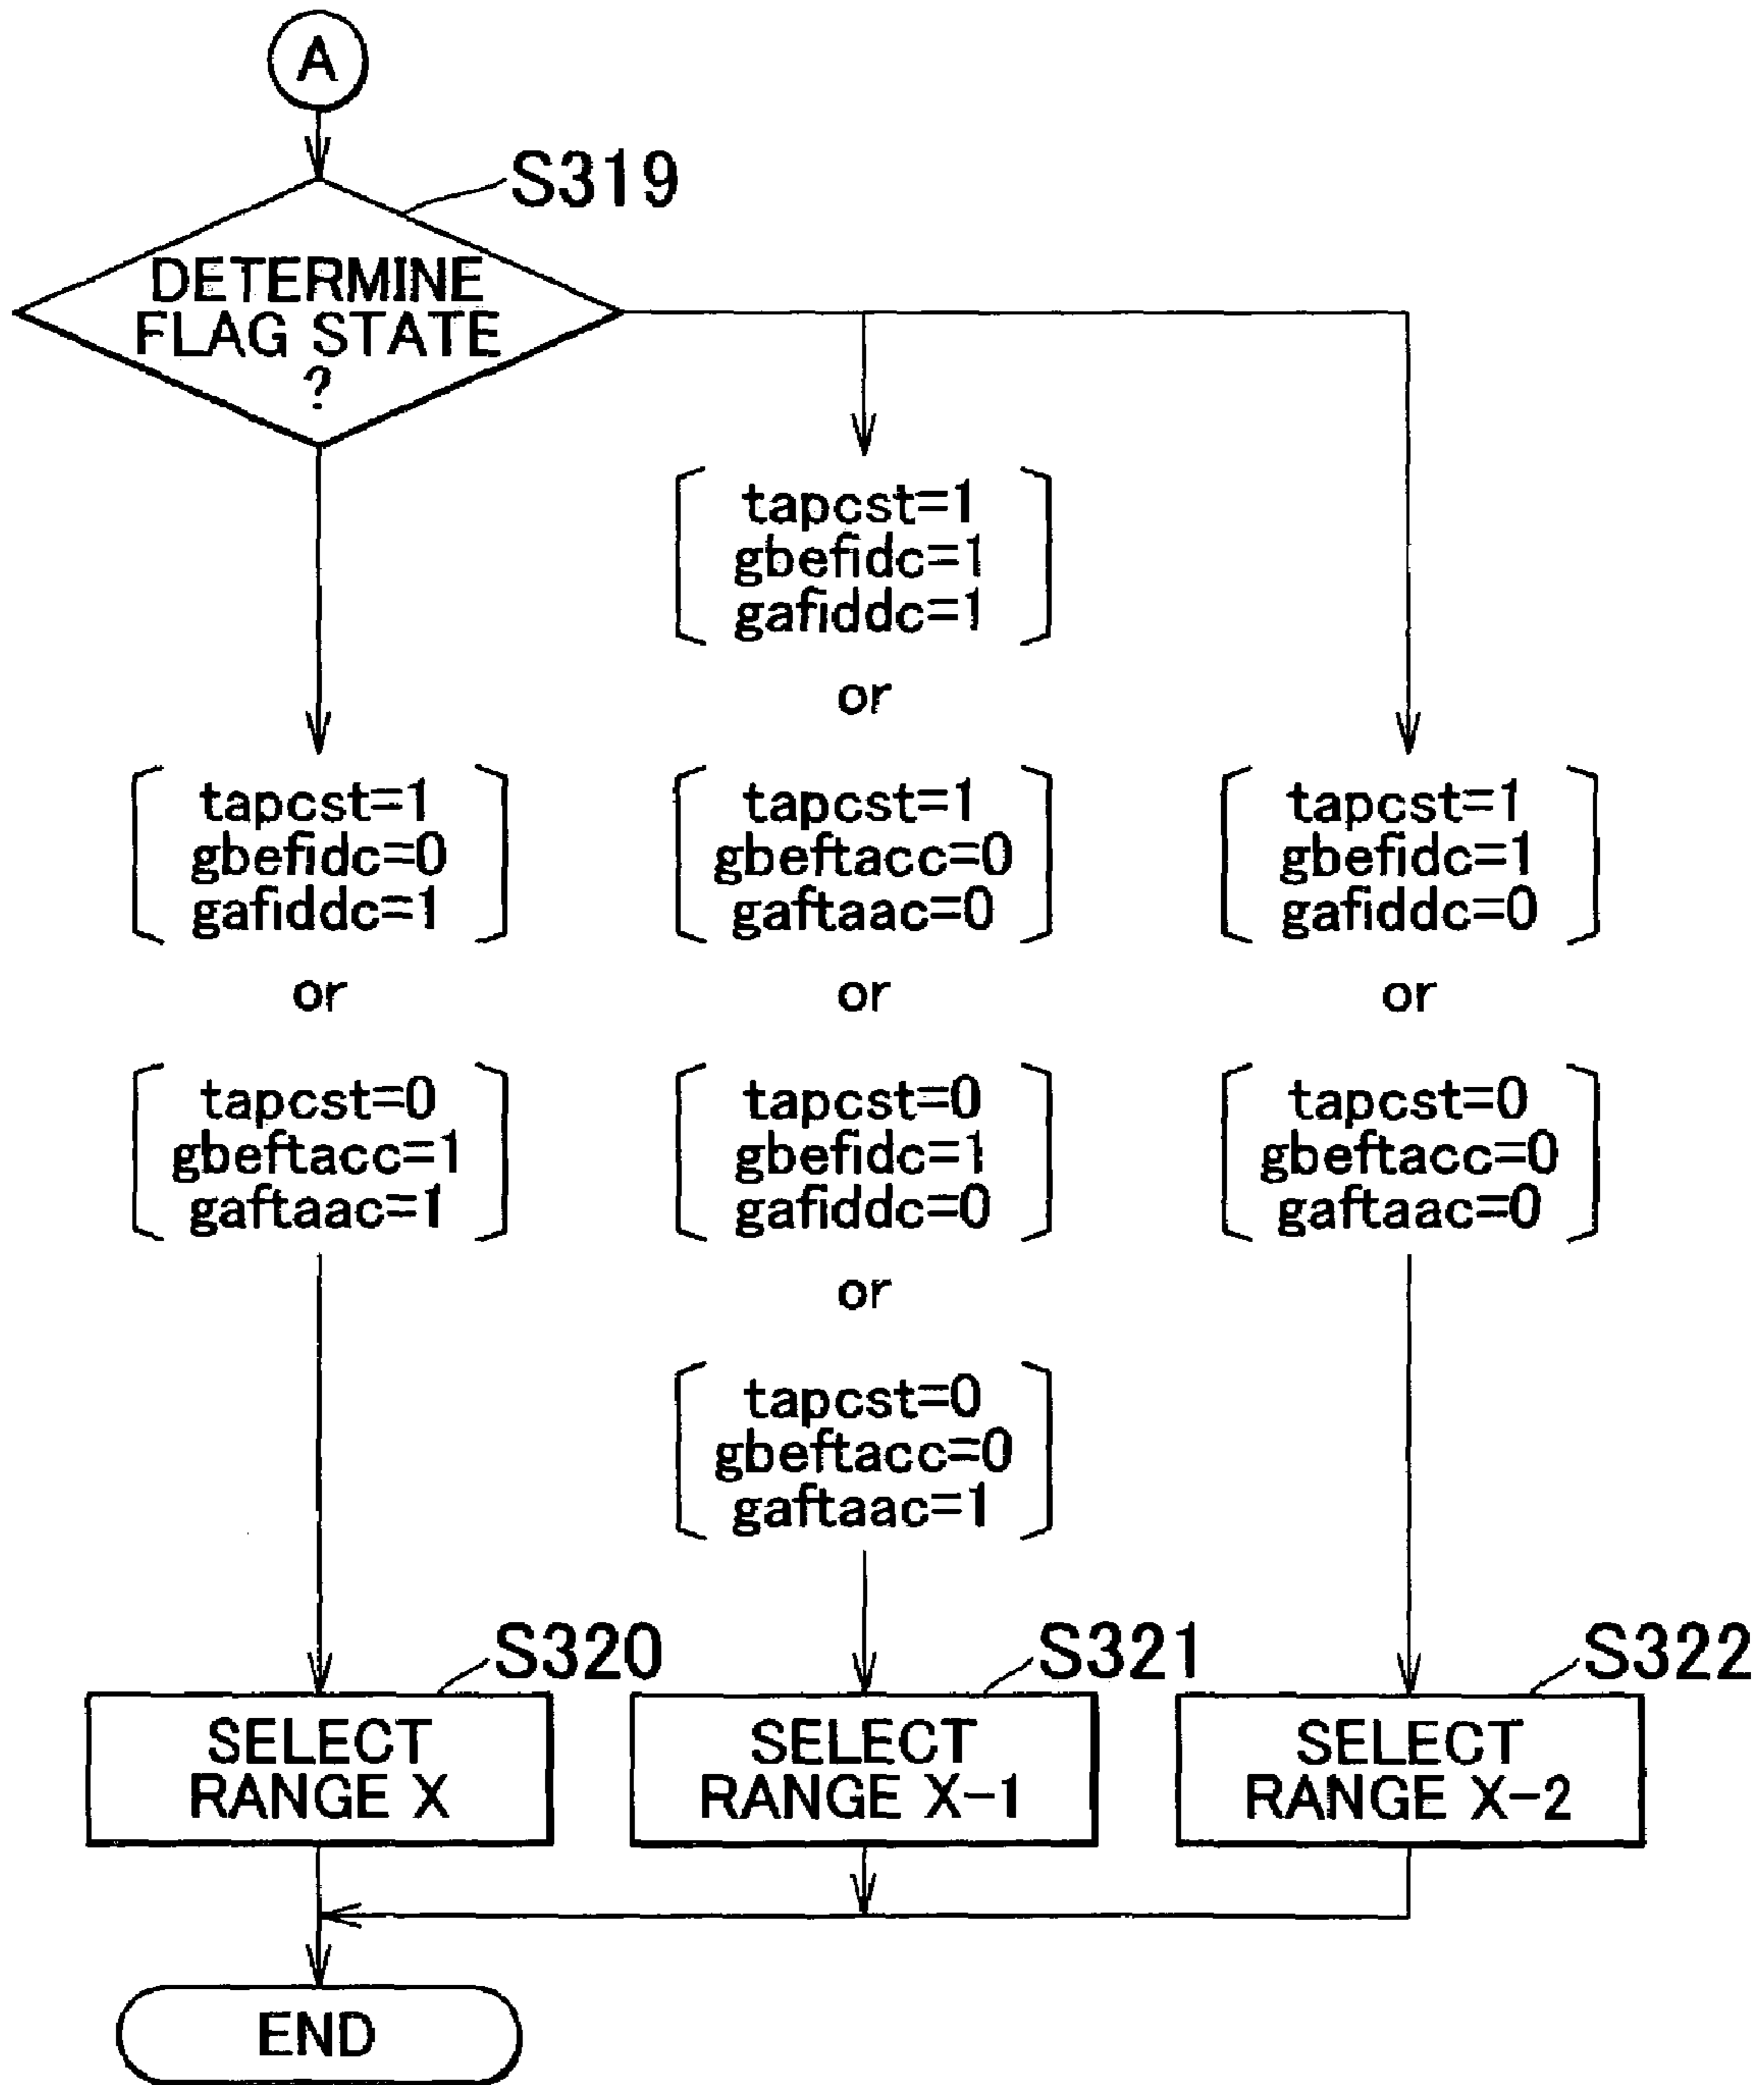 A
S319
DETERMINE
FLAG STATE
?
tapcst=1
gbefidc=0
gafiddc=1
or
tapcst=0
gbeftacc=1
gaftaac=1
tapcst=1
gbefidc=1
gafiddc=1
or
tapcst=1
gbeftacc=0
gaftaac=0
or
tapcst=0
gbefidc=1
gafiddc=0
or
tapcst=0
gbeftacc=0
gaftaac=1
tapcst=1
gbefidc=1
gafiddc=0
or
tapcst=0
gbeftacc=0
gaftaac=0
S320
SELECT
RANGE X
S321
SELECT
RANGE X-1
S322
SELECT
RANGE X-2
END